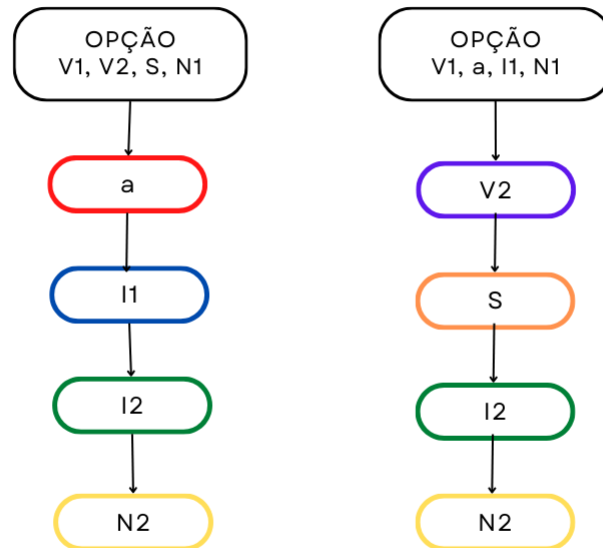 OPÇÃO
V1, V2, S, N1
a
I1
I2
N2
OPÇÃO
V1, a, I1, N1
V2
S
I2
N2